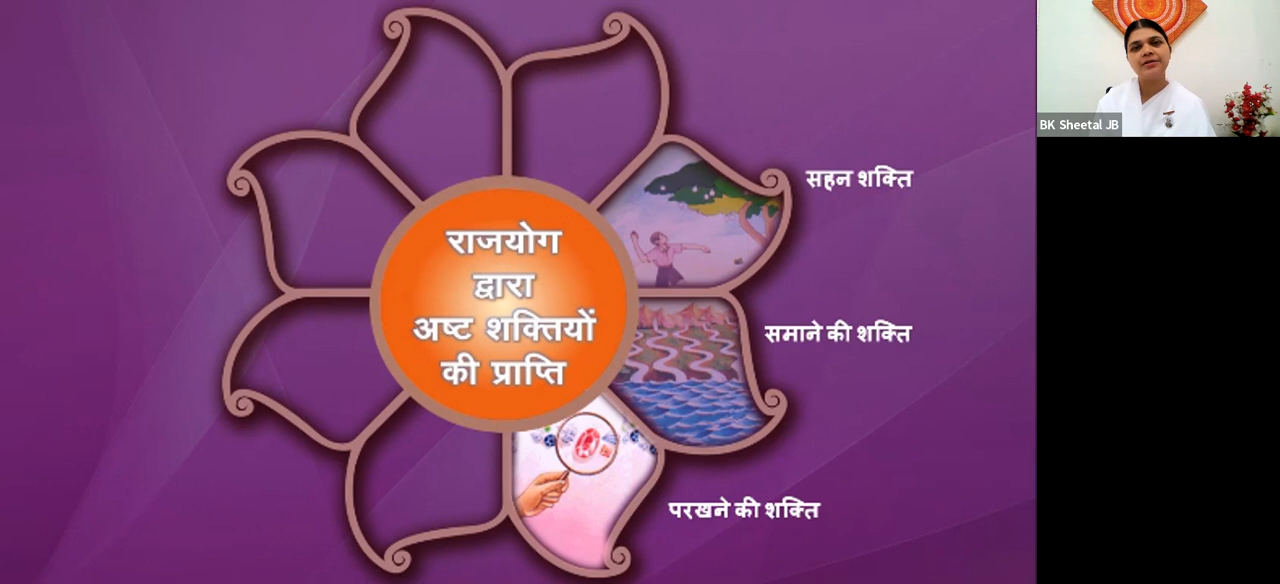 राजयोग
द्वारा
अष्ट शक्तियों
की प्राप्ति
सहन शक्ति
समाने की शक्ति
परखने की शक्ति
BK Sheetal JB